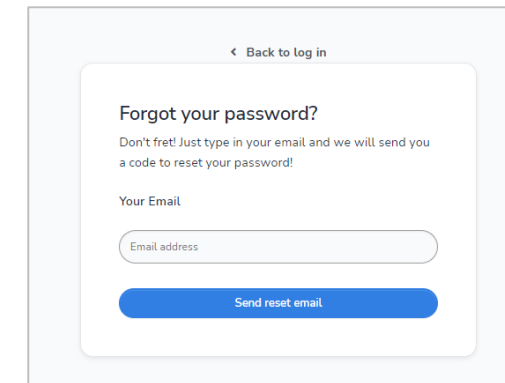 Back to log in
Forgot your password?
Don't fret! Just type in your email and we will send you
a code to reset your password!
Your Email
Email address
Send reset email